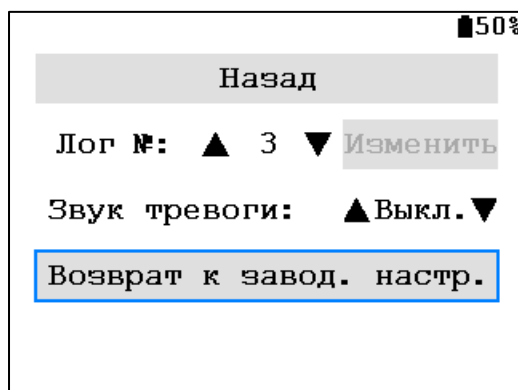 50%
Назад
Лог №: ▲ 3 ▼ Изменить
Звук тревоги: ▲Выкл.▼
Возврат к завод. настр.